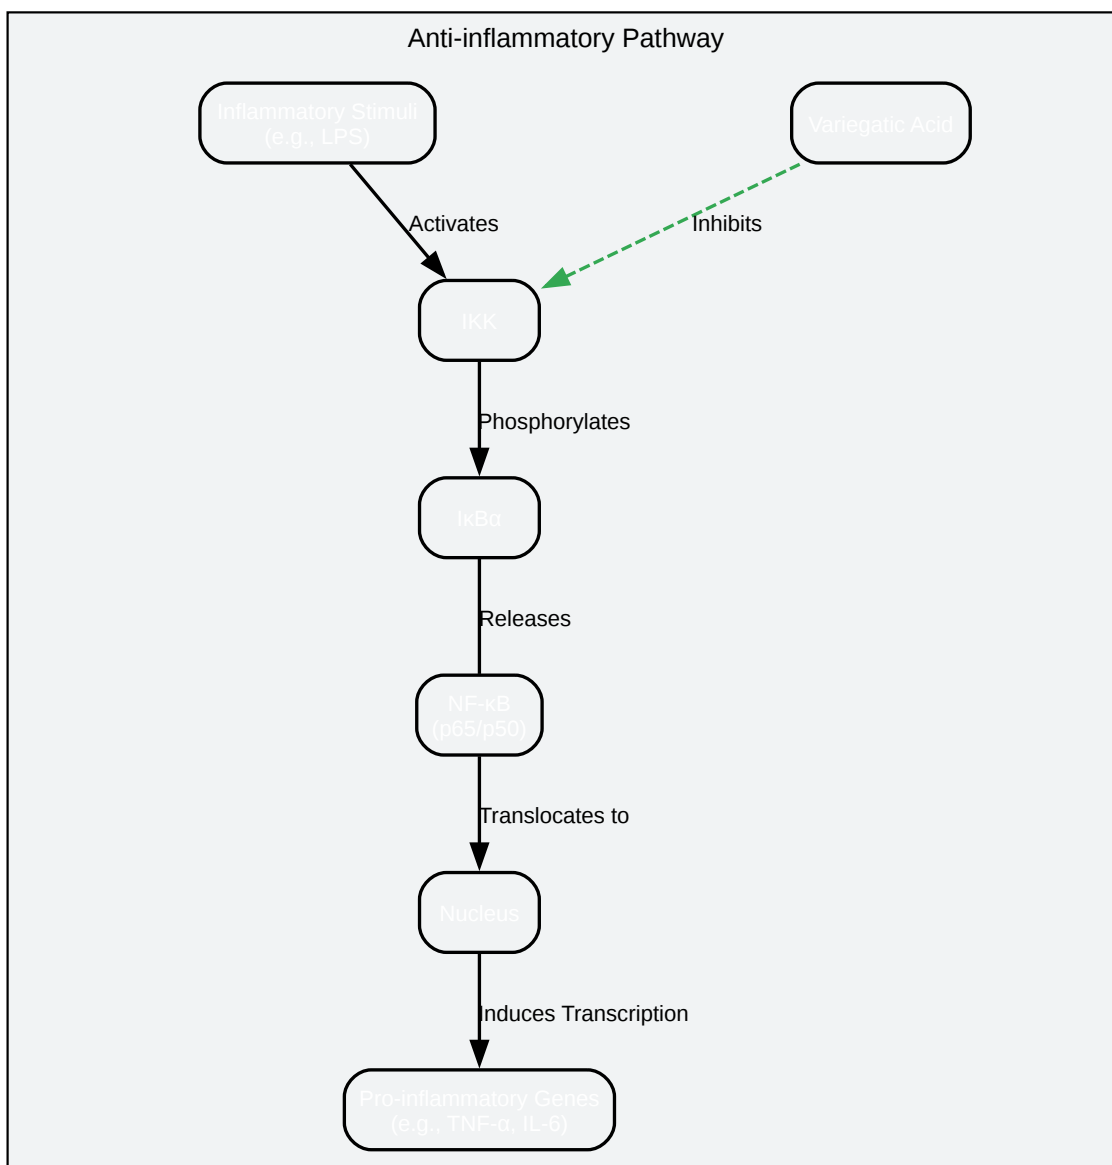 Anti-inflammatory Pathway
Inflammatory Stimuli
(e.g., LPS)
Variegatic Acid
Activates
Inhibits
IKK
Phosphorylates
IκBα
Releases
NF-κB
(p65/p50)
Translocates to
Nucleus
Induces Transcription
Pro-inflammatory Genes
(e.g., TNF-α, IL-6)